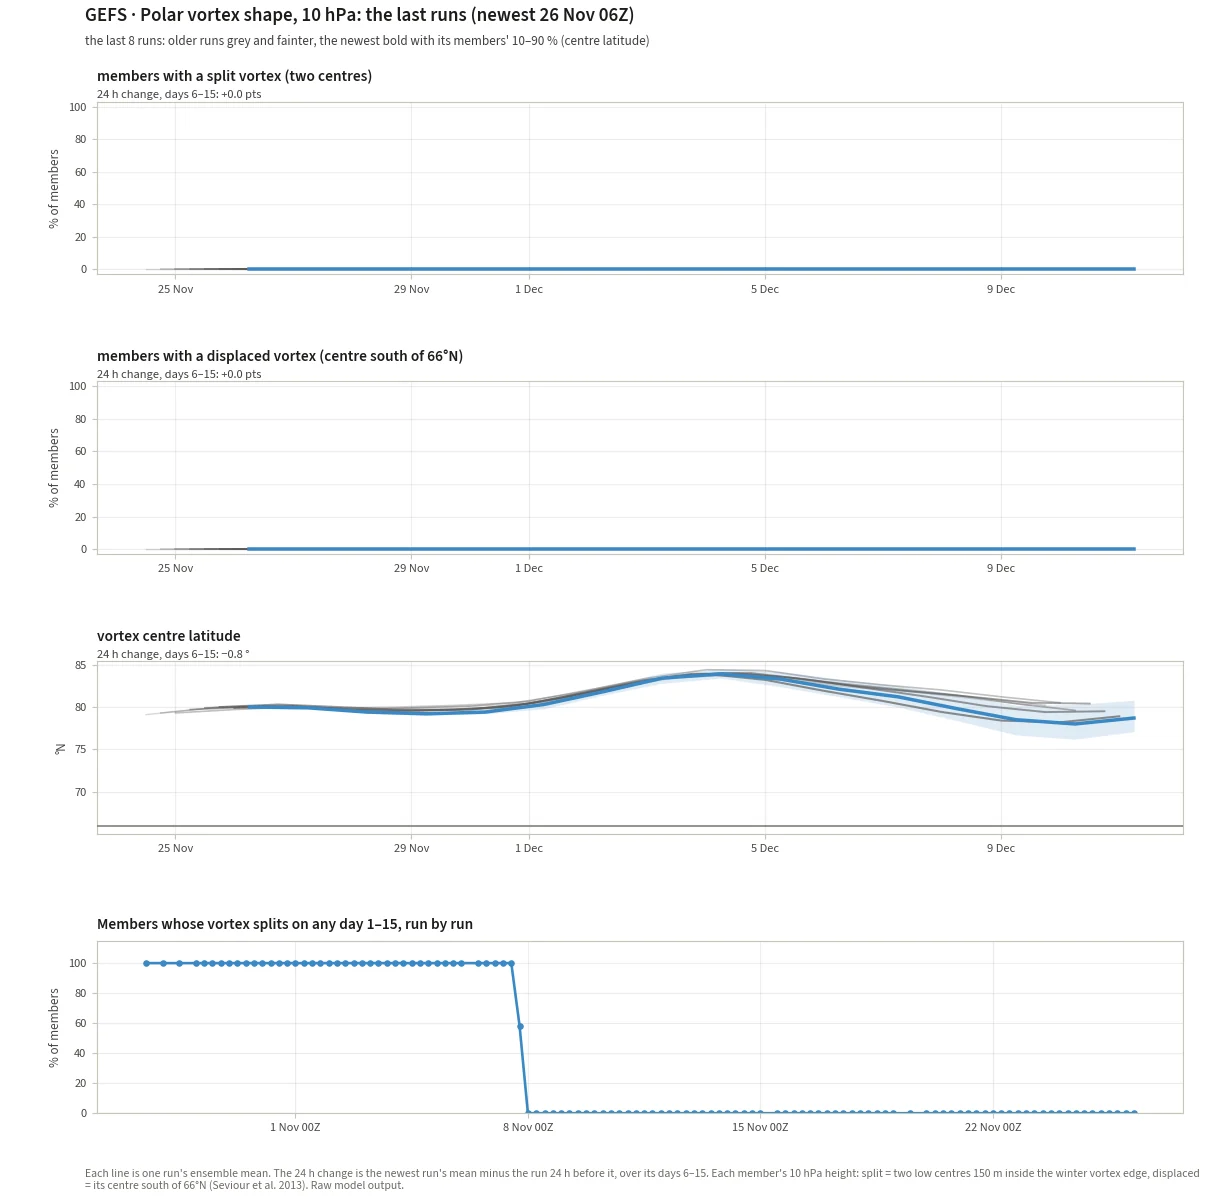 GEFS · Polar vortex shape, 10 hPa: the last runs (newest 26 Nov 06Z)
the last 8 runs: older runs grey and fainter, the newest bold with its members' 10–90 % (centre latitude)
members with a split vortex (two centres)
24 h change, days 6–15: +0.0 pts
100
80
60
40
20
0
% of members
25 Nov 29 Nov 1 Dec 5 Dec 9 Dec
members with a displaced vortex (centre south of 66°N)
24 h change, days 6–15: +0.0 pts
100
80
60
40
20
0
% of members
25 Nov 29 Nov 1 Dec 5 Dec 9 Dec
vortex centre latitude
24 h change, days 6–15: −0.8 °
85
80
75
70
°N
25 Nov 29 Nov 1 Dec 5 Dec 9 Dec
Members whose vortex splits on any day 1–15, run by run
100
80
60
40
20
0
% of members
1 Nov 00Z 8 Nov 00Z 15 Nov 00Z 22 Nov 00Z
Each line is one run's ensemble mean. The 24 h change is the newest run's mean minus the run 24 h before it, over its days 6–15. Each member's 10 hPa height: split = two low centres 150 m inside the winter vortex edge, displaced
= its centre south of 66°N (Seviour et al. 2013). Raw model output.